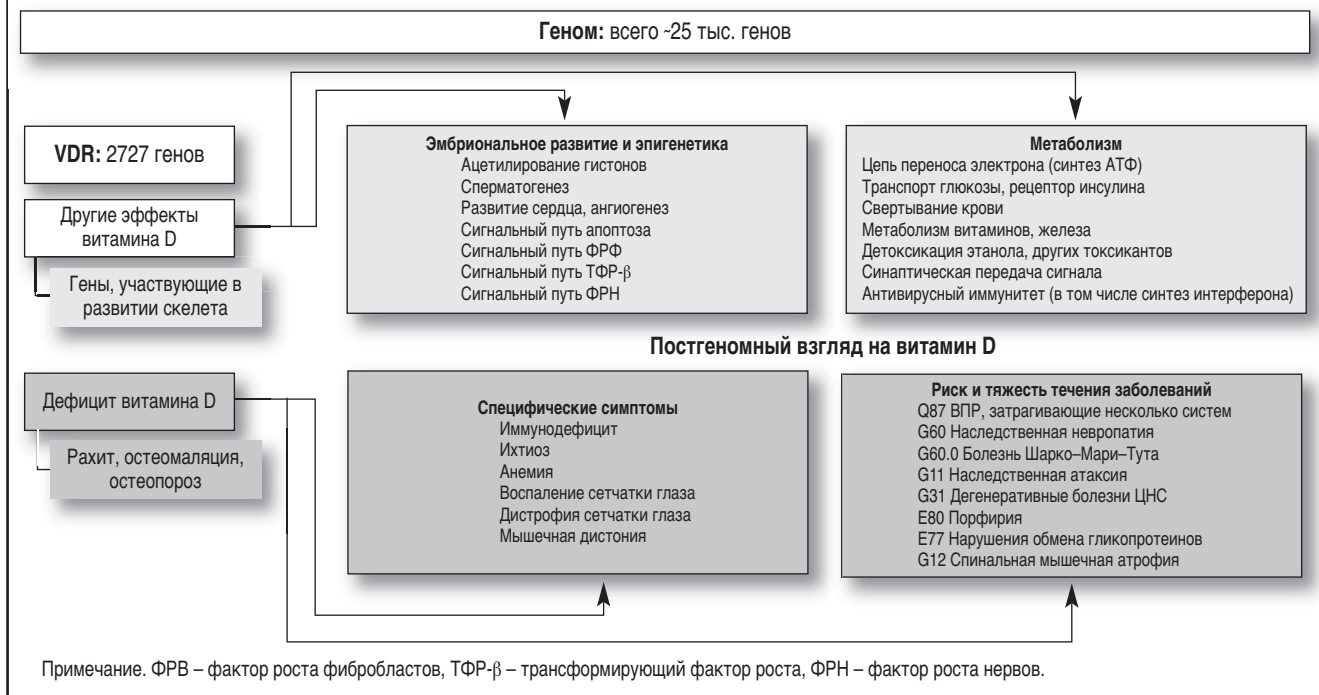 Геном: всего ~25 тыс. генов
VDR: 2727 генов
Другие эффекты
витамина D
Гены, участвующие в
развитии скелета
Эмбриональное развитие и эпигенетика
Ацетилирование гистонов
Сперматогенез
Развитие сердца, ангиогенез
Сигнальный путь апоптоза
Сигнальный путь ФРФ
Сигнальный путь ТФР-β
Сигнальный путь ФРН
Метаболизм
Цепь переноса электрона (синтез АТФ)
Транспорт глюкозы, рецептор инсулина
Свертывание крови
Метаболизм витаминов, железа
Детоксикация этанола, других токсикантов
Синаптическая передача сигнала
Антивирусный иммунитет (в том числе синтез интерферона)
Постгеномный взгляд на витамин D
Дефицит витамина D
Рахит, остеомаляция,
остеопороз
Специфические симптомы
Иммунодефицит
Ихтиоз
Анемия
Воспаление сетчатки глаза
Дистрофия сетчатки глаза
Мышечная дистония
Риск и тяжесть течения заболеваний
Q87 ВПР, затрагивающие несколько систем
G60 Наследственная невропатия
G60.0 Болезнь Шарко–Мари–Тута
G11 Наследственная атаксия
G31 Дегенеративные болезни ЦНС
E80 Порфирия
E77 Нарушения обмена гликопротеинов
G12 Спинальная мышечная атрофия
Примечание. ФРВ – фактор роста фибробластов, ТФР-β – трансформирующий фактор роста, ФРН – фактор роста нервов.